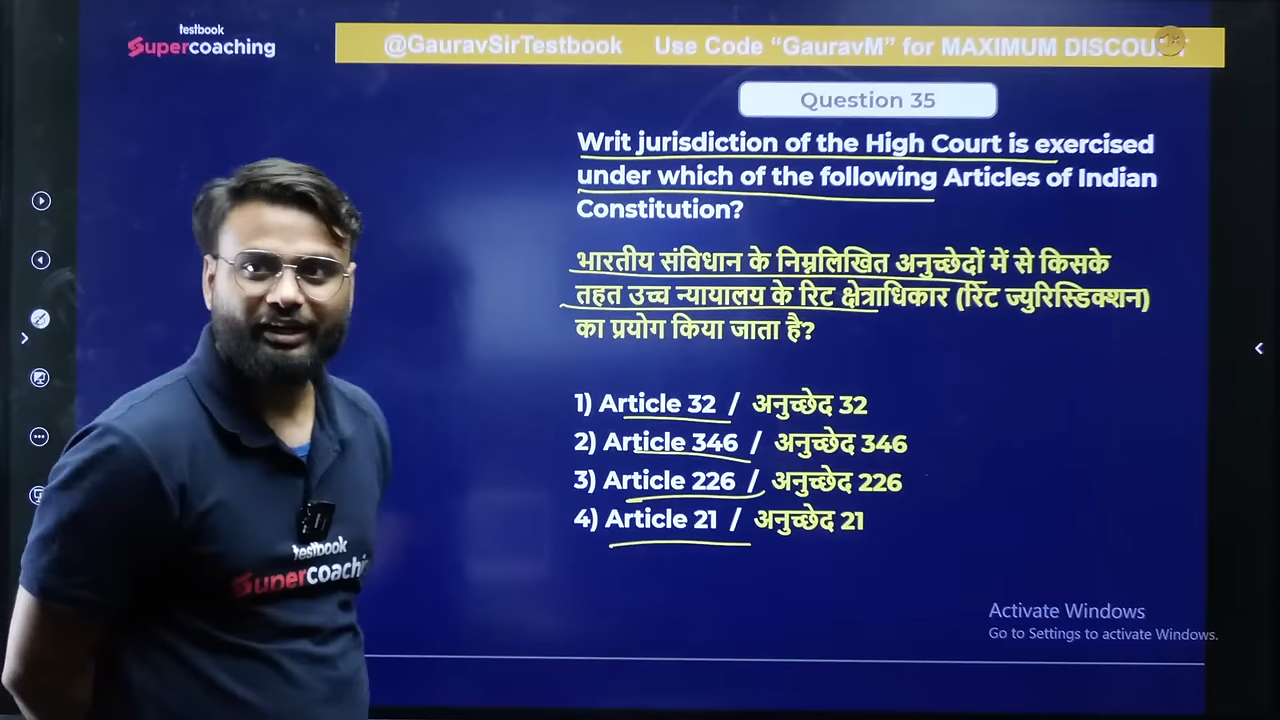 testbook
Supercoaching
@GauravSirTestbook Use Code “GauravM” for MAXIMUM
Question 35
Writ jurisdiction of the High Court is exercised
under which of the following Articles of Indian
Constitution?
भारतीय संविधान के निम्नलिखित अनुच्छेदों में से किसके
तहत उच्च न्यायालय के रिट क्षेत्राधिकार (रिट ज्युरिस्डिक्शन)
का प्रयोग किया जाता है?
1) Article 32 / अनुच्छेद 32
2) Article 346 / अनुच्छेद 346
3) Article 226 / अनुच्छेद 226
4) Article 21 / अनुच्छेद 21
testbook
Activate Windows
Go to Settings to activate Windows.